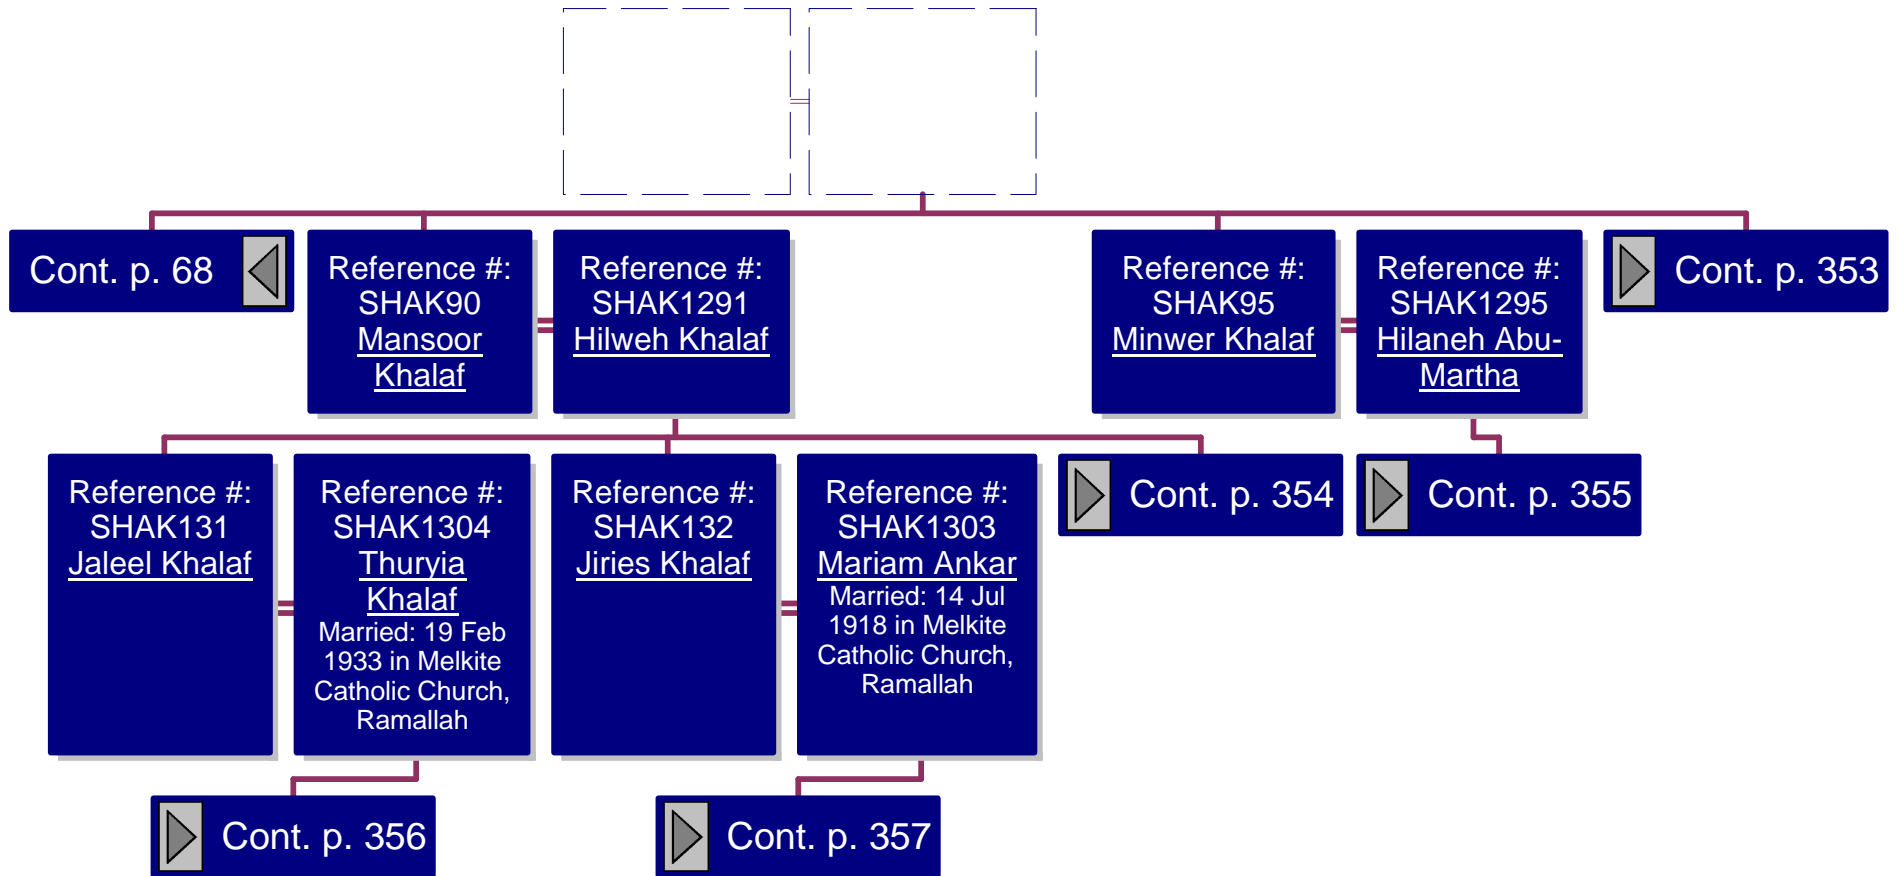 Cont. p. 68
Reference #:
SHAK90
Mansoor
Khalaf
Reference #:
SHAK1291
Hilweh Khalaf
Reference #:
SHAK95
Minwer Khalaf
Reference #:
SHAK1295
Hilaneh Abu-
Martha
Cont. p. 353
Reference #:
SHAK131
Jaleel Khalaf
Reference #:
SHAK1304
Thuryia
Khalaf
Married: 19 Feb
1933 in Melkite
Catholic Church,
Ramallah
Reference #:
SHAK132
Jiries Khalaf
Reference #:
SHAK1303
Mariam Ankar
Married: 14 Jul
1918 in Melkite
Catholic Church,
Ramallah
Cont. p. 354
Cont. p. 355
Cont. p. 356
Cont. p. 357